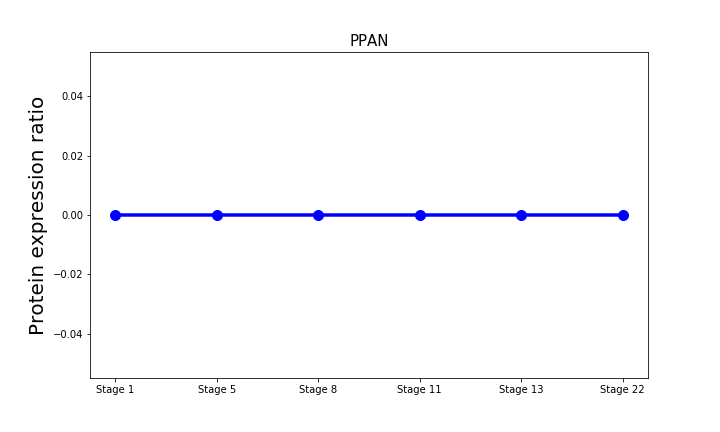 PPAN
Protein expression ratio
0.04
0.02
0.00
−0.02
−0.04
Stage 1 Stage 5 Stage 8 Stage 11 Stage 13 Stage 22